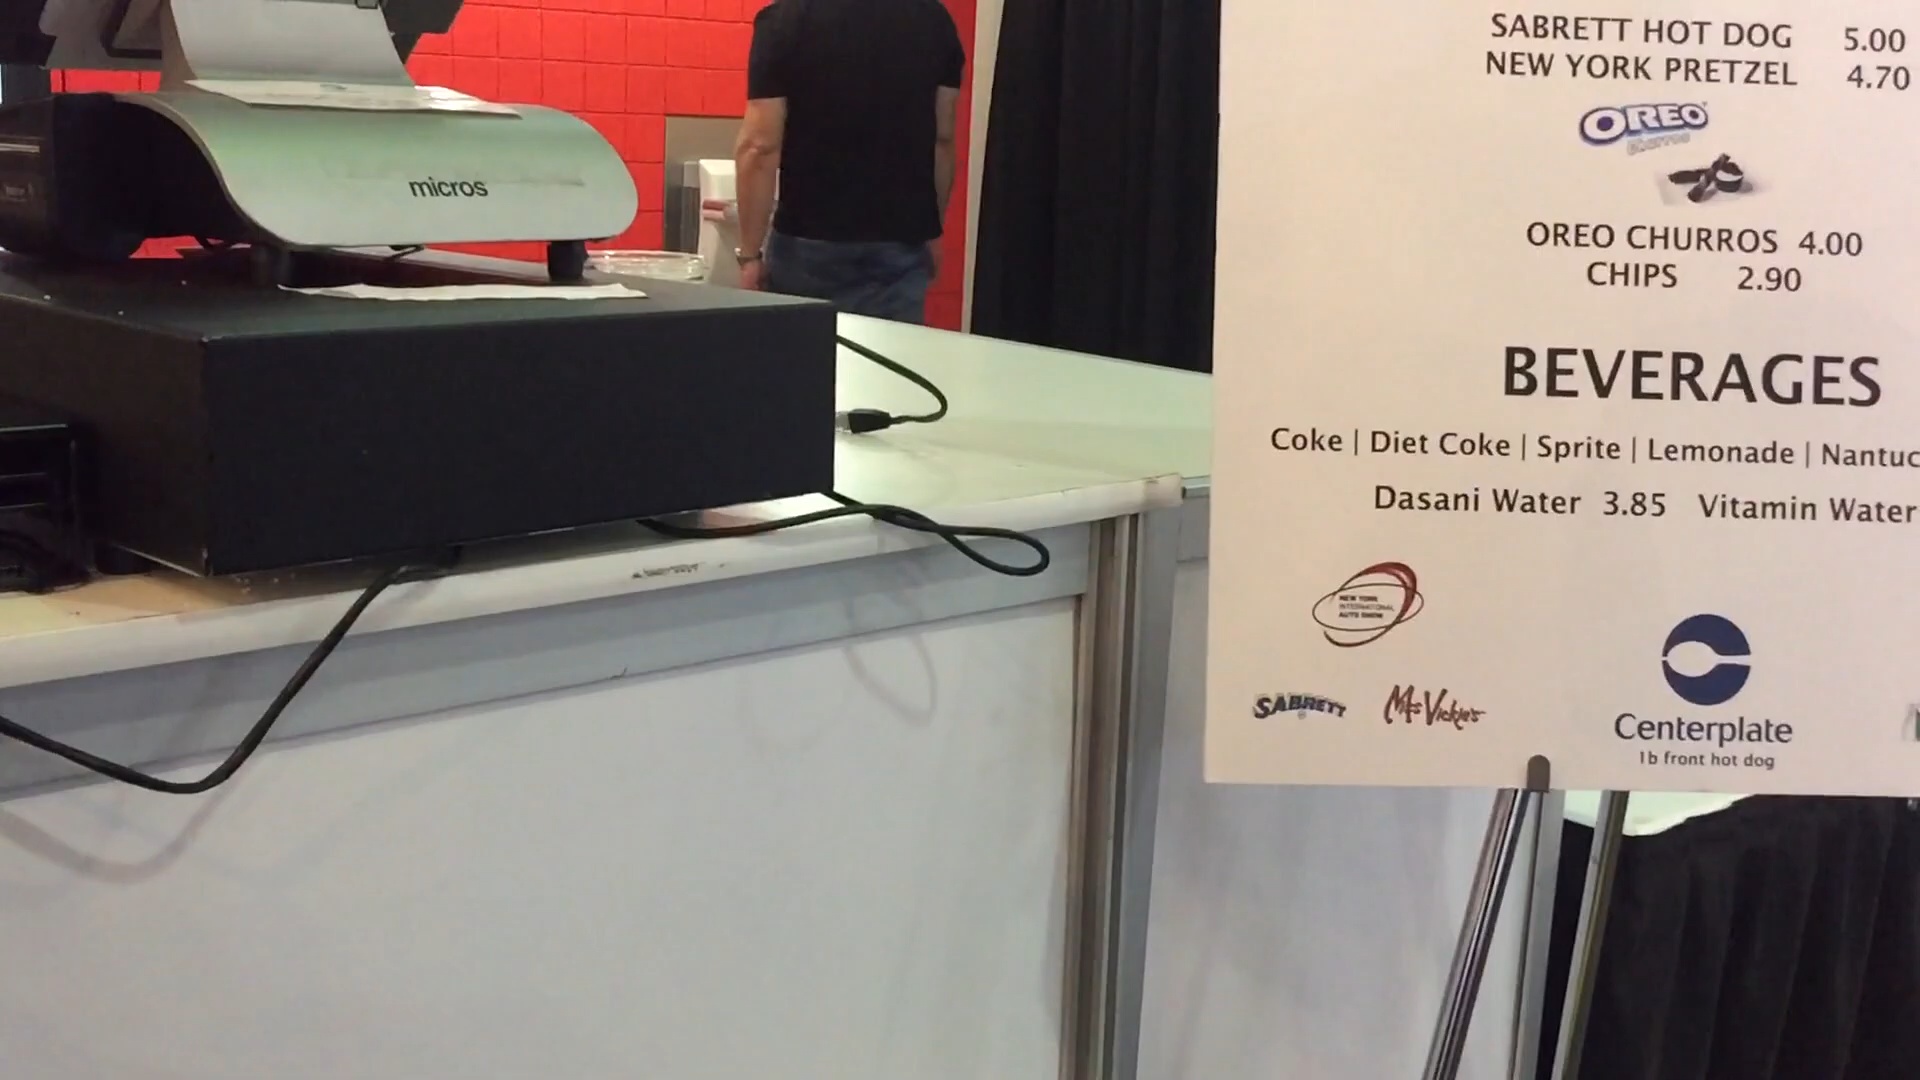 micros
SABRETT HOT DOG 5.00
NEW YORK PRETZEL 4.70
OREO
Churros
OREO CHURROS 4.00
CHIPS 2.90
BEVERAGES
Coke | Diet Coke | Sprite | Lemonade | Nantuc
Dasani Water 3.85 Vitamin Water
NEW YORK
INTERNATIONAL
AUTO SHOW
SABRETT
Miss Vickie's
Centerplate
1b front hot dog